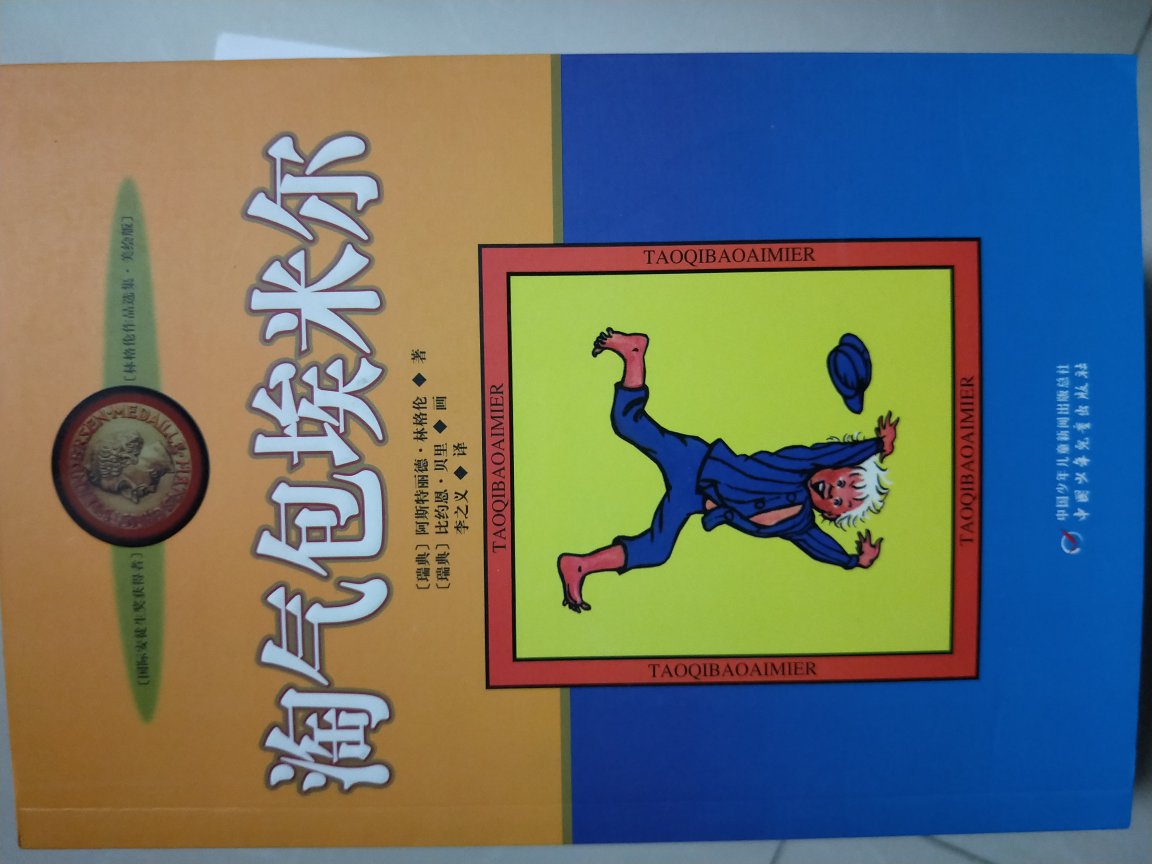 〔国际安徒生奖获得者〕 〔林格伦作品选集·美绘版〕
淘气包埃米尔
〔瑞典〕阿斯特丽德·林格伦◆著
〔瑞典〕比约恩·贝里◆画
李之义◆译
TAOQIBAOAIMIER
TAOQIBAOAIMIER
TAOQIBAOAIMIER
TAOQIBAOAIMIER
中国少年儿童新闻出版总社
中国少年儿童出版社